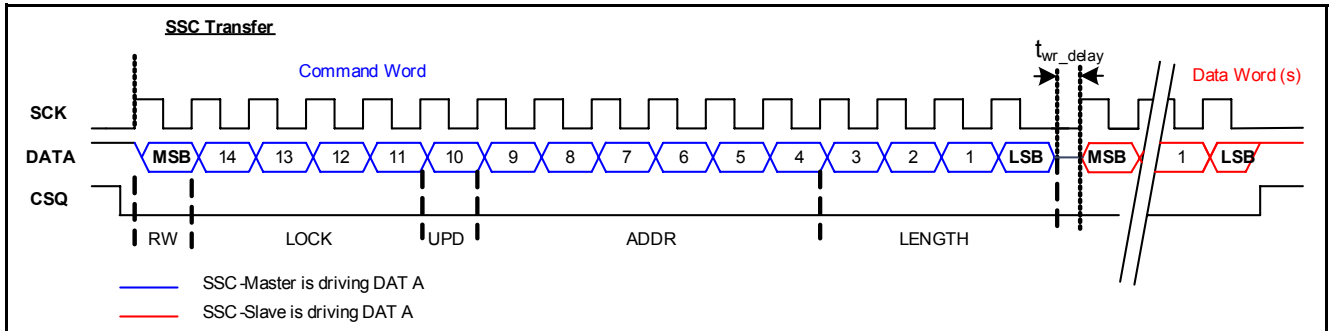 SSC Transfer
Command Word
t_wr_delay
Data Word (s)
SCK
DATA MSB 14 13 12 11 10 9 8 7 6 5 4 3 2 1 LSB MSB 1 LSB
CSQ
RW LOCK UPD ADDR LENGTH
SSC-Master is driving DAT A
SSC-Slave is driving DAT A